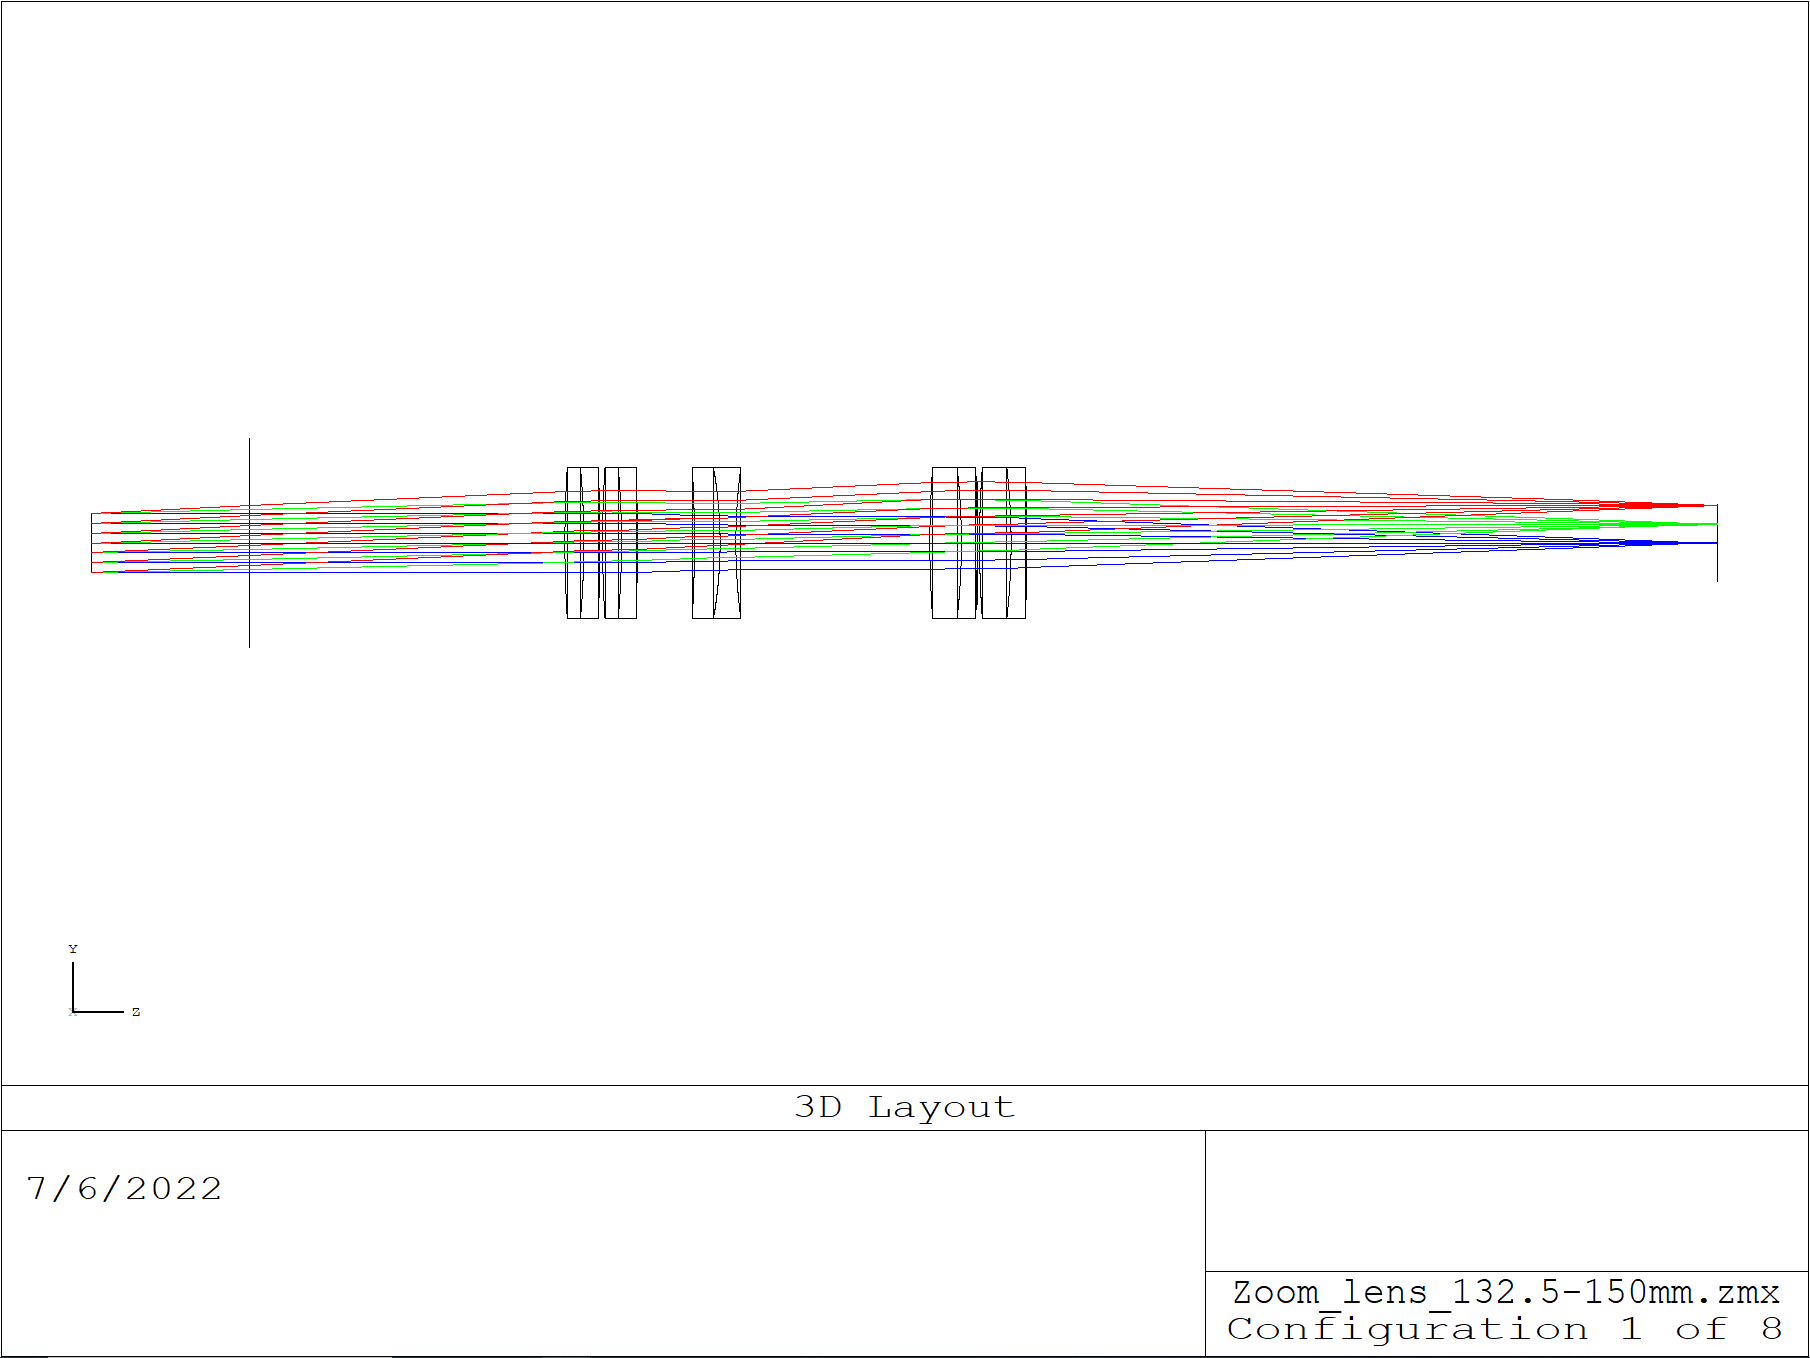 Y
X
Z
3D Layout
7/6/2022
Zoom_lens_132.5-150mm.zmx
Configuration 1 of 8